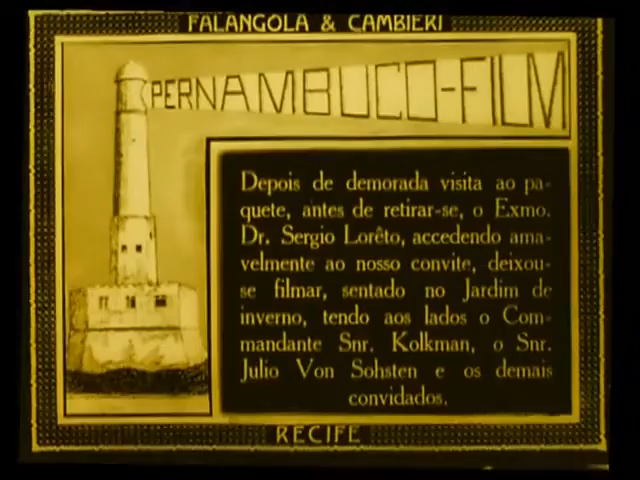 FALANGOLA & CAMBIERI
PERNAMBUCO-FILM
Depois de demorada visita ao pa-
quete, antes de retirar-se, o Exmo.
Dr. Sergio Lorêto, accedendo ama-
velmente ao nosso convite, deixou-
se filmar, sentado no Jardim de
inverno, tendo aos lados o Com-
mandante Snr. Kolkman, o Snr.
Julio Von Sohsten e os demais
convidados.
RECIFE